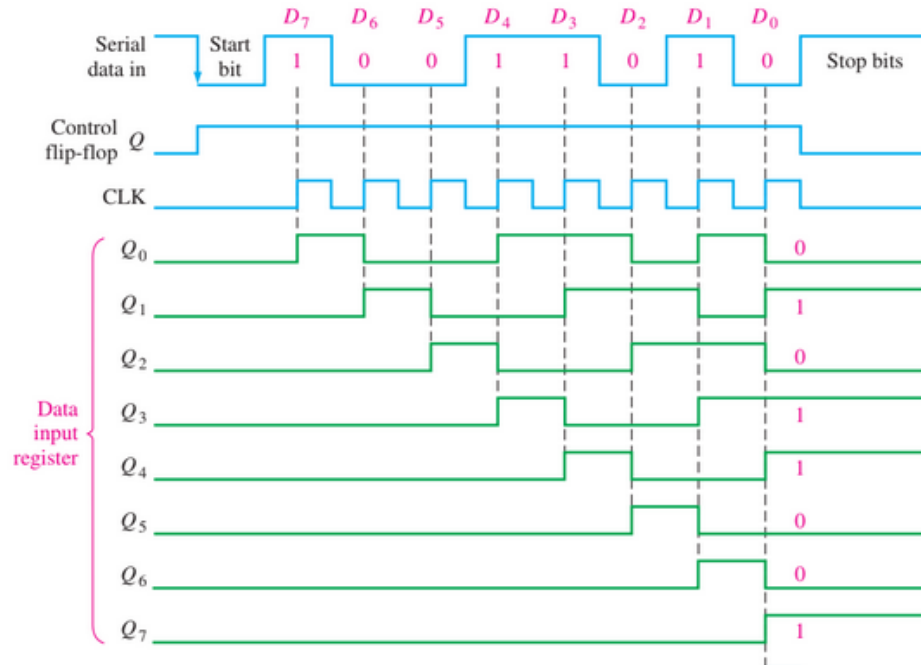 D7 D6 D5 D4 D3 D2 D1 D0
Serial data in
Start bit
1 0 0 1 1 0 1 0
Stop bits
Control flip-flop Q
CLK
Q0 0
Q1 1
Q2 0
Data input register
Q3 1
Q4 1
Q5 0
Q6 0
Q7 1